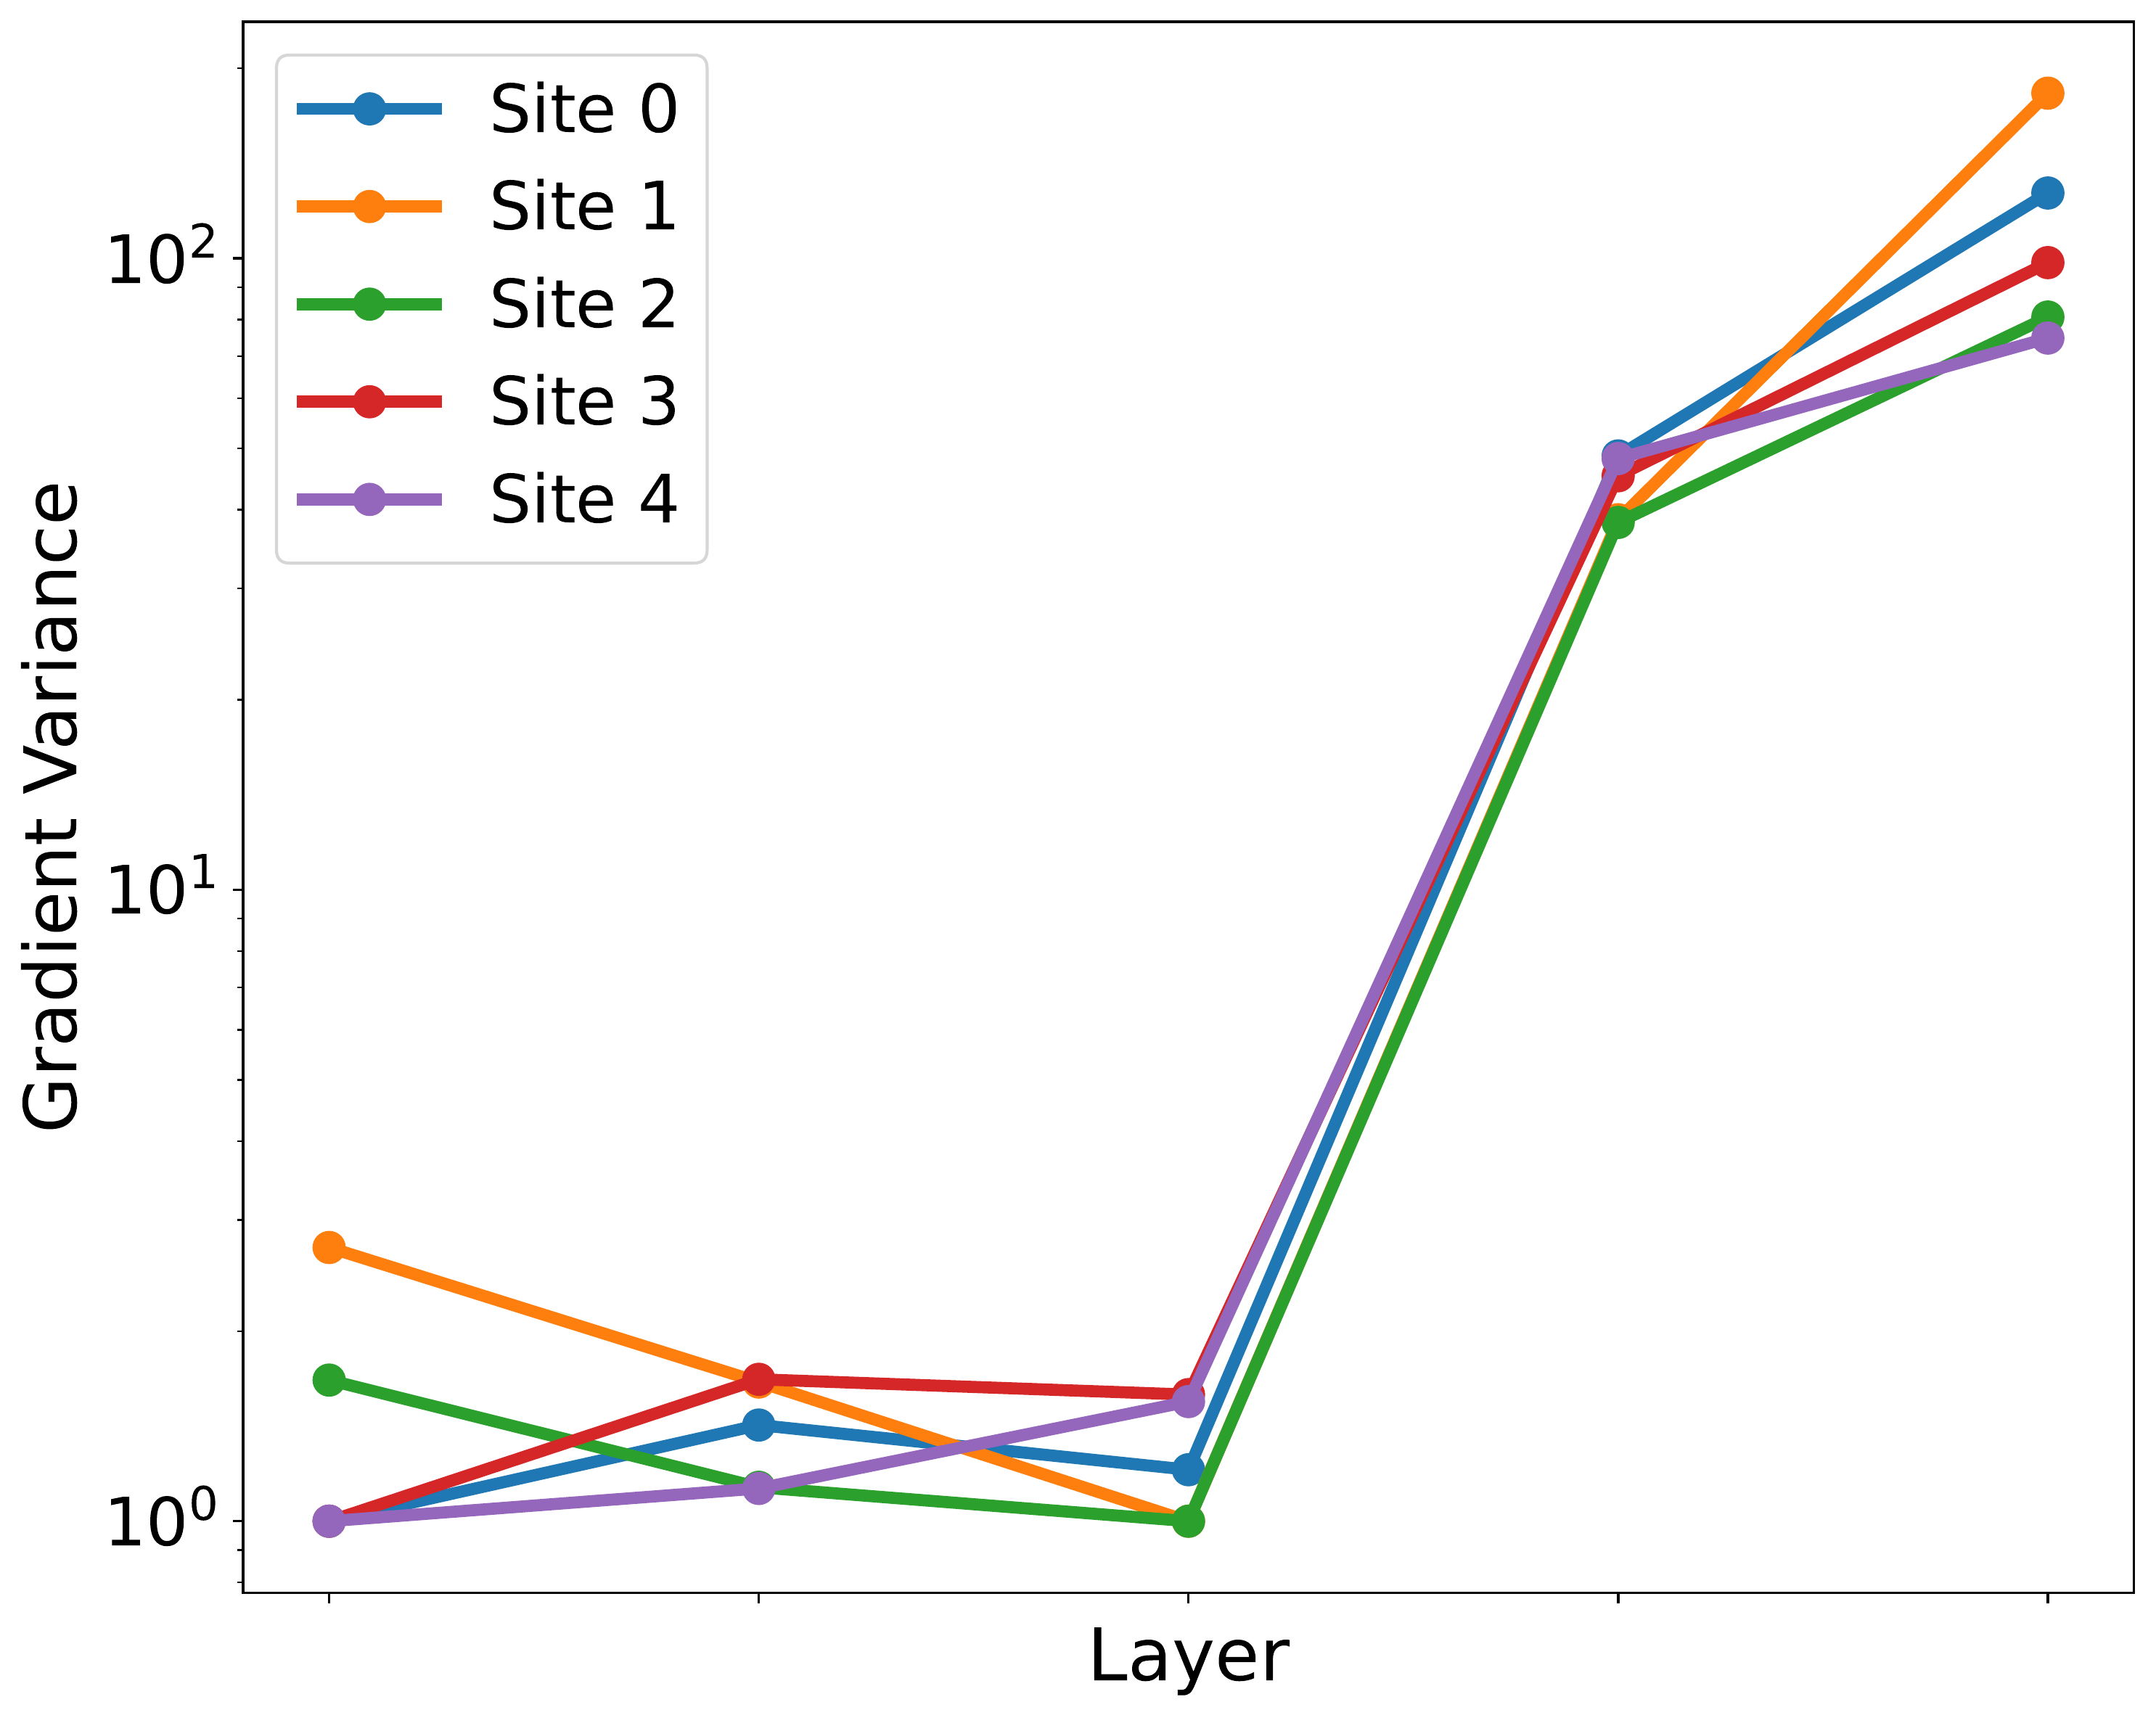 Site 0
Site 1
Site 2
Site 3
Site 4
10²
10¹
10⁰
Gradient Variance
Layer